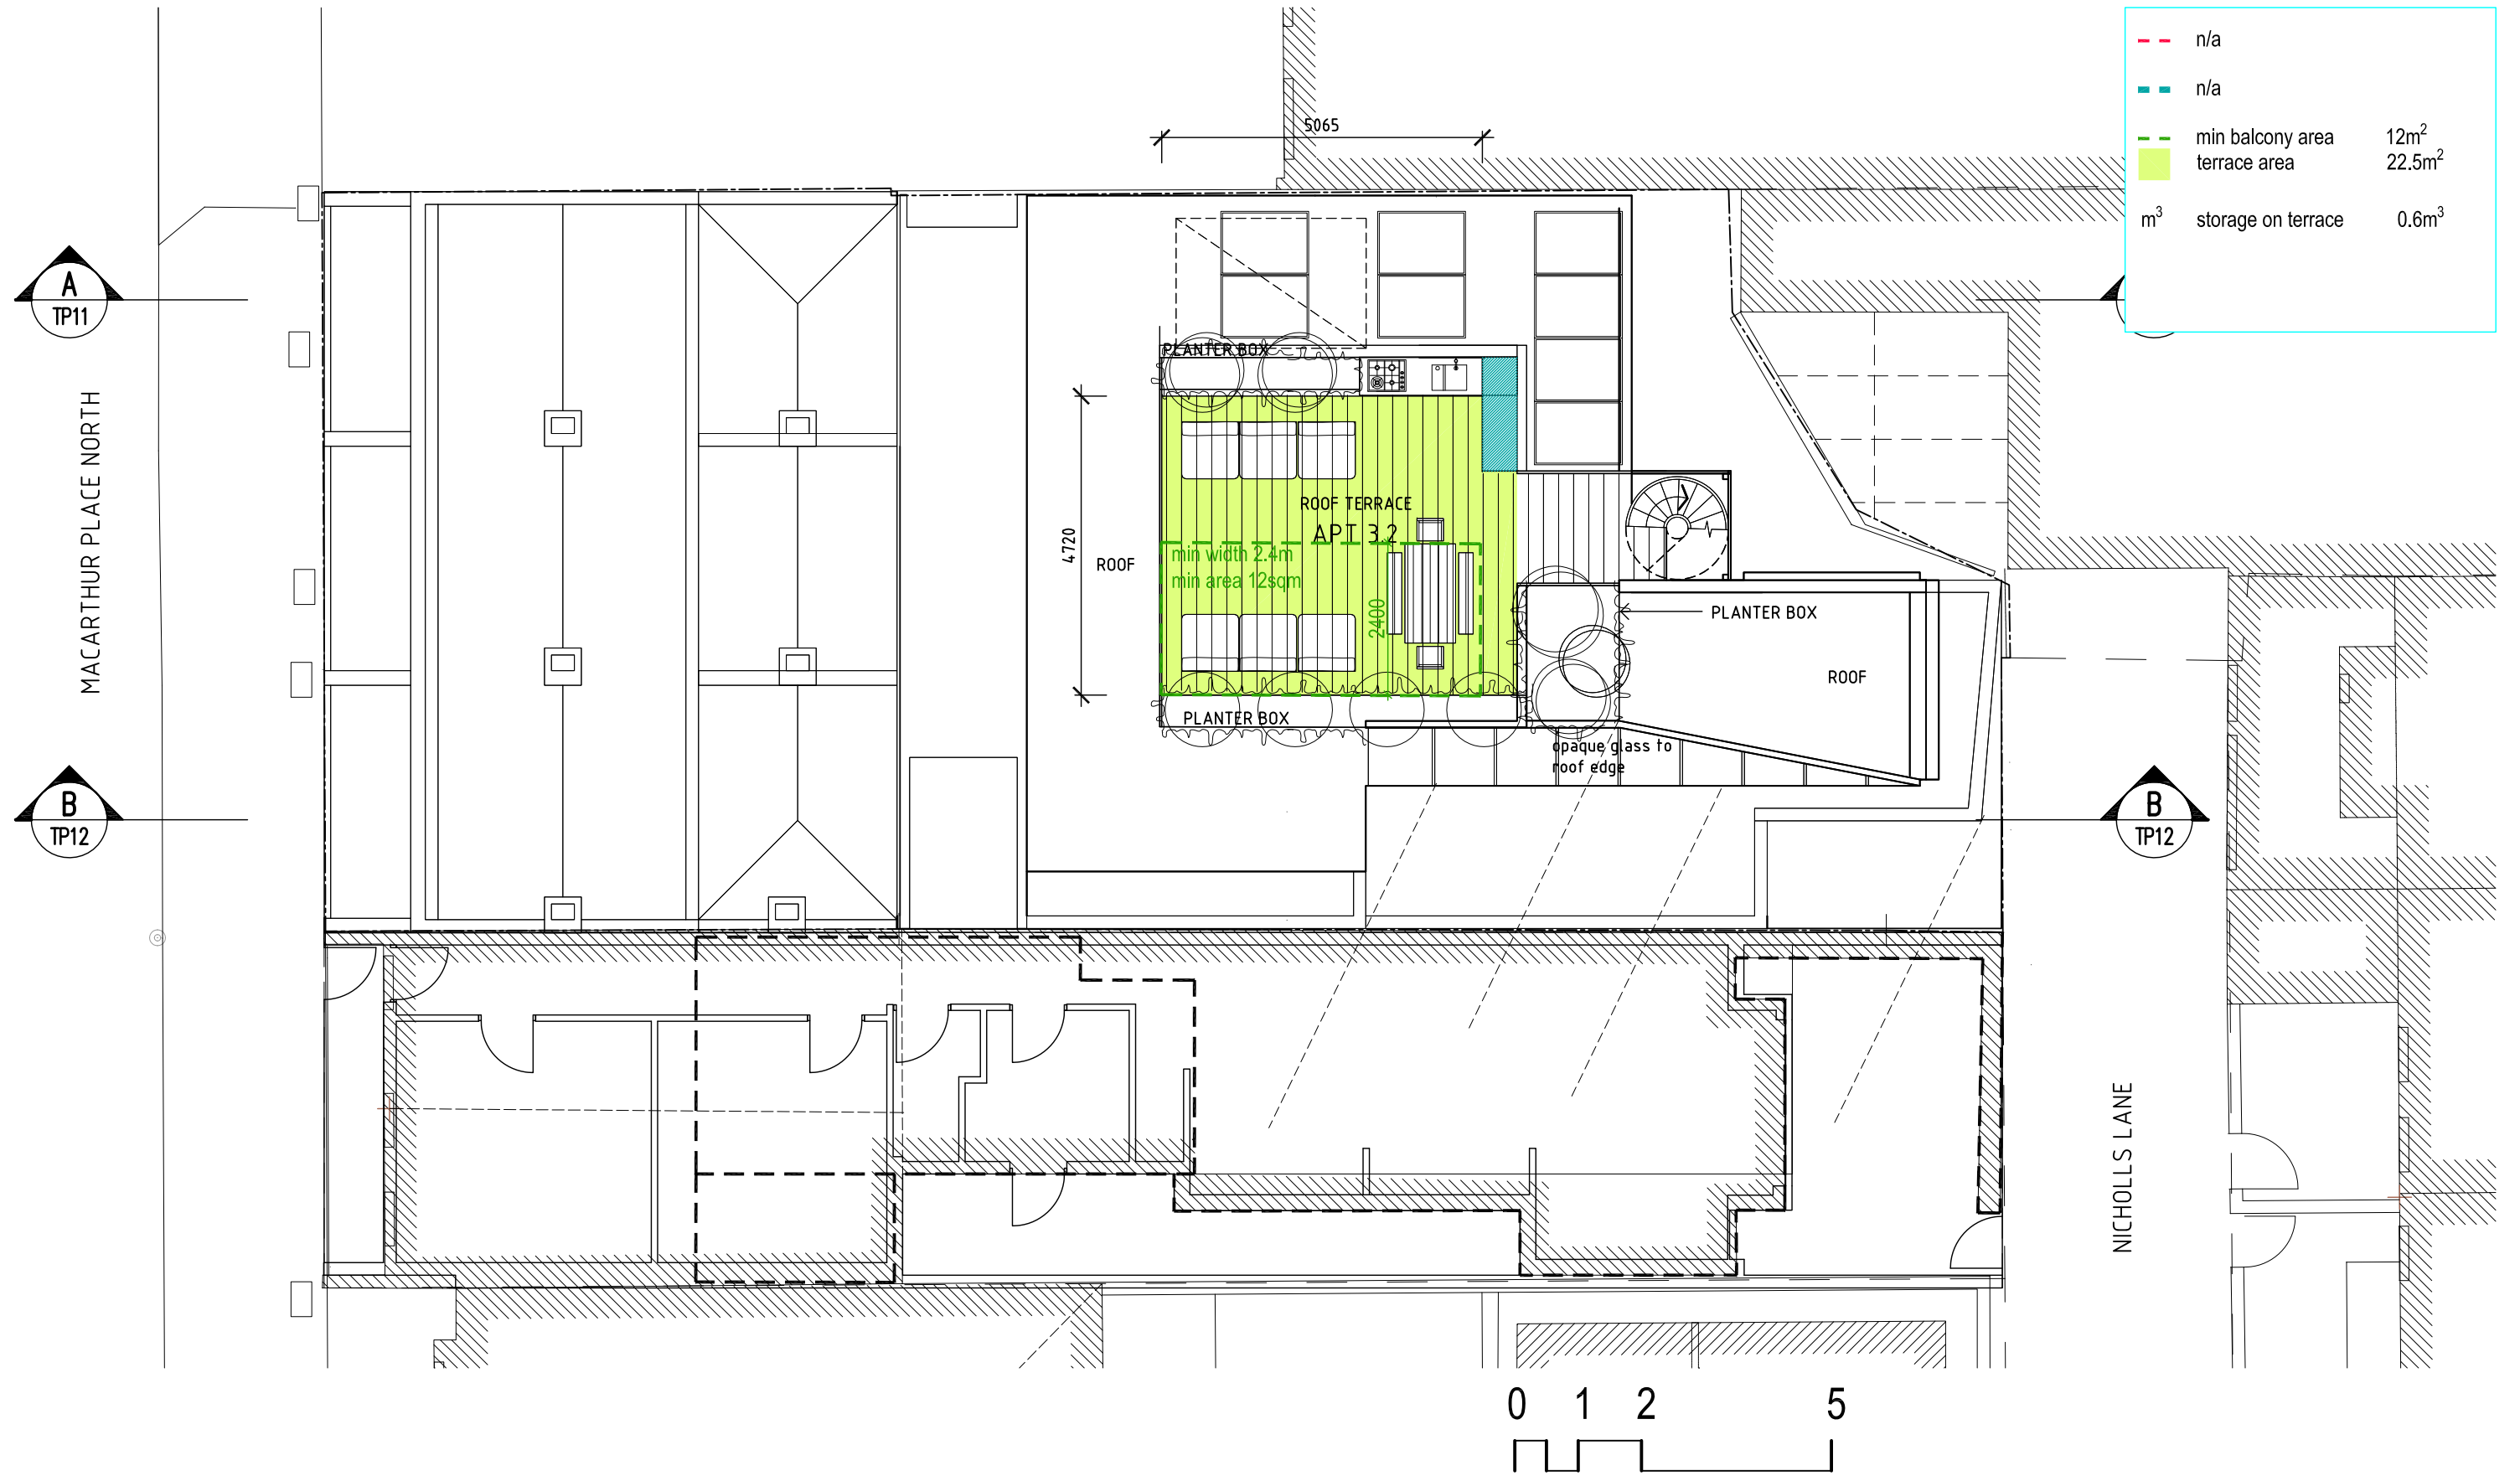 n/a
n/a
min balcony area 12m²
terrace area 22.5m²
m³ storage on terrace 0.6m³
5065
A
TP11
PLANTER BOX
MACARTHUR PLACE NORTH
4720
ROOF
ROOF TERRACE
APT 3.2
min width 2.4m
min area 12sqm
2400
PLANTER BOX
ROOF
PLANTER BOX
opaque glass to
roof edge
B
TP12
B
TP12
NICHOLLS LANE
0 1 2 5